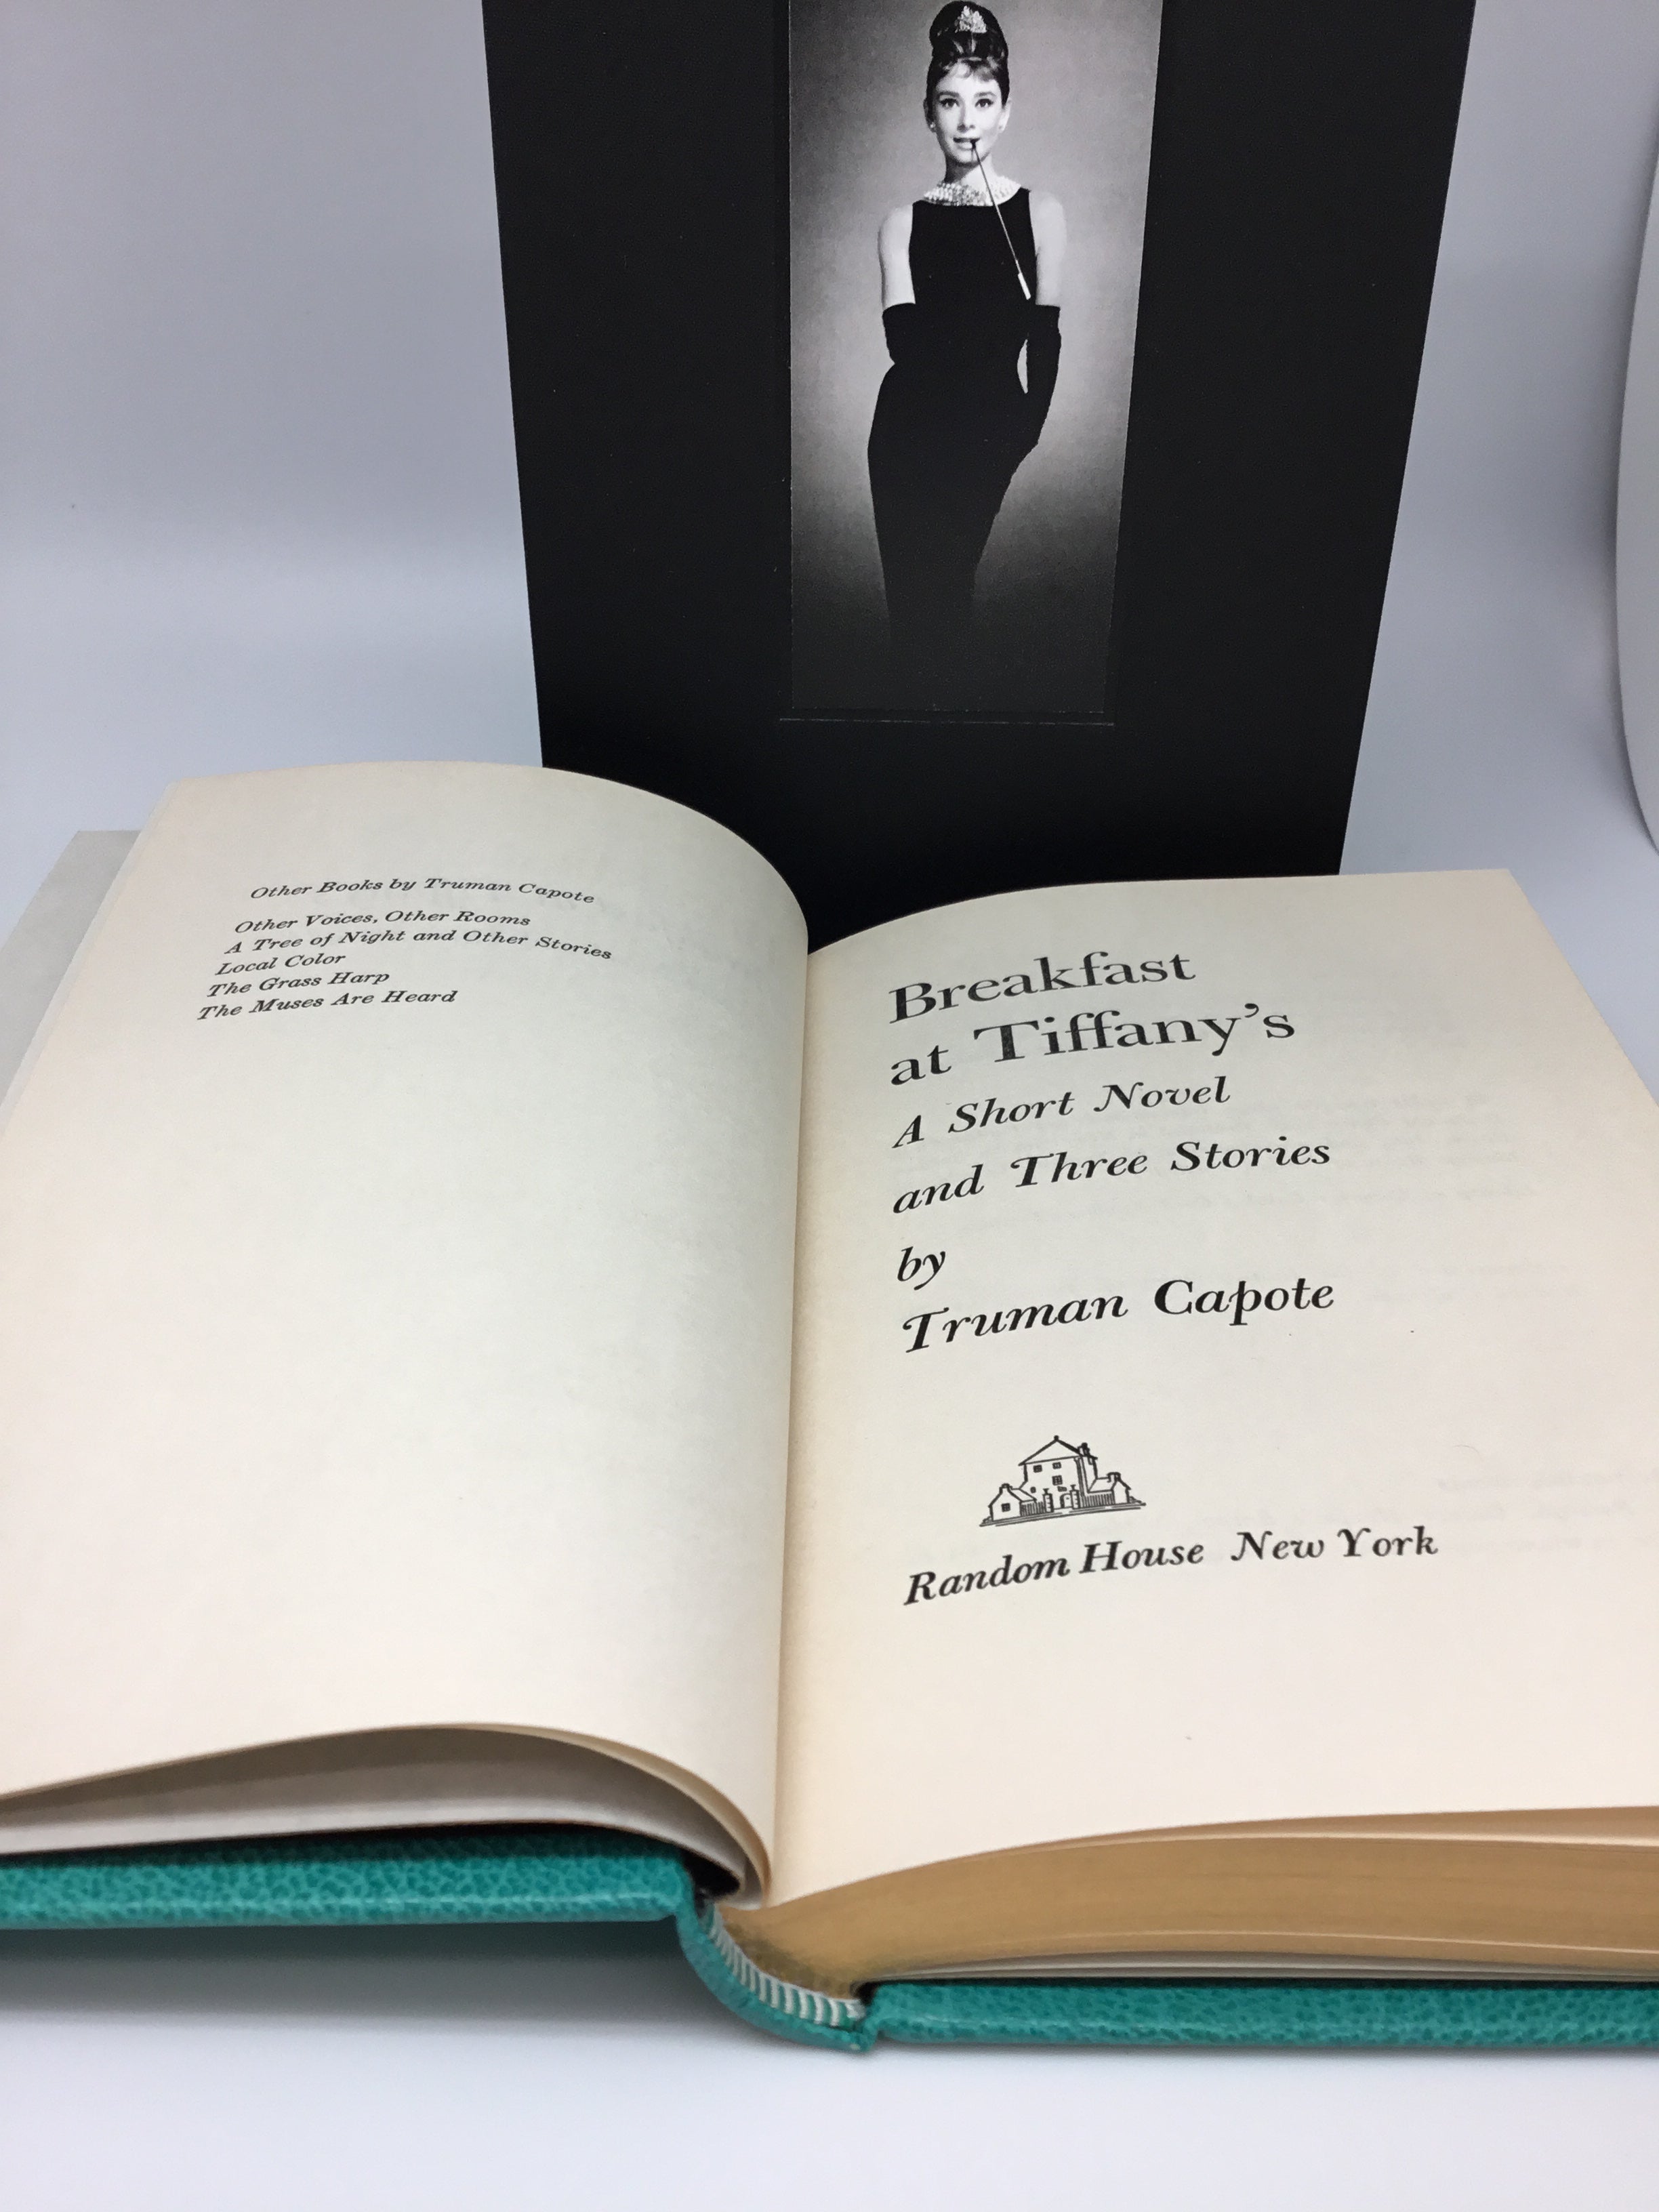 Other Books by Truman Capote
Other Voices, Other Rooms
A Tree of Night and Other Stories
Local Color
The Grass Harp
The Muses Are Heard
Breakfast
at Tiffany's
A Short Novel
and Three Stories
by
Truman Capote
Random House New York